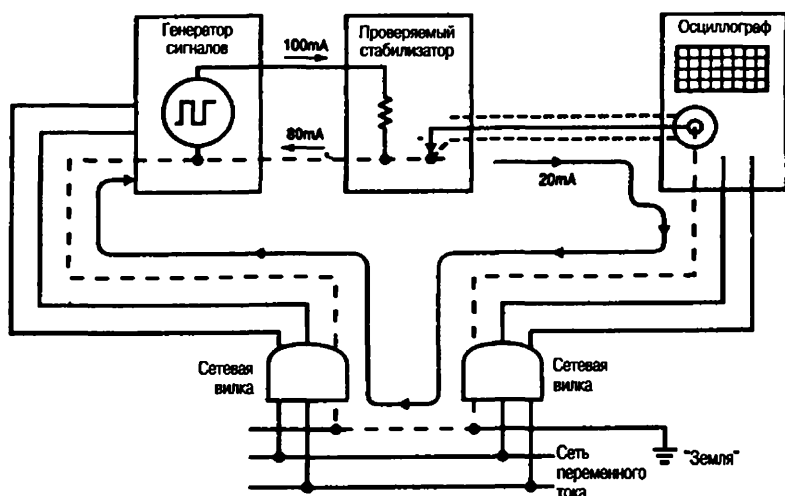 Генератор
сигналов
100mA
Проверяемый
стабилизатор
Осциллограф
80mA
20mA
Сетевая
вилка
Сетевая
вилка
Сеть
переменного
тока
"Земля"